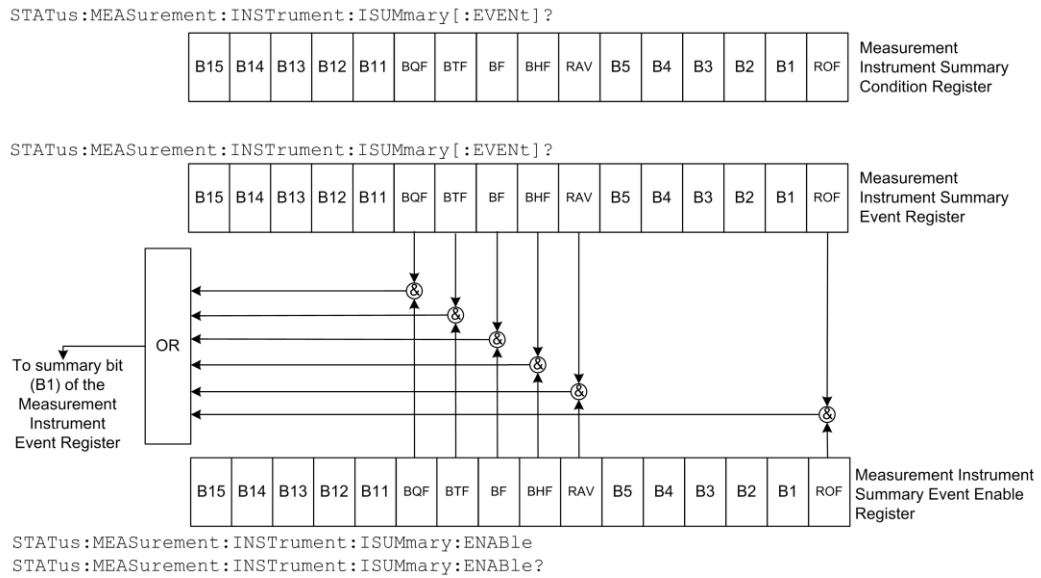 STATus:MEASurement:INSTrument:ISUMmary[:EVENt]?
B15 B14 B13 B12 B11 BQF BTF BF BHF RAV B5 B4 B3 B2 B1 ROF
Measurement
Instrument Summary
Condition Register
STATus:MEASurement:INSTrument:ISUMmary[:EVENt]?
B15 B14 B13 B12 B11 BQF BTF BF BHF RAV B5 B4 B3 B2 B1 ROF
Measurement
Instrument Summary
Event Register
&
&
&
&
&
&
OR
To summary bit
(B1) of the
Measurement
Instrument
Event Register
B15 B14 B13 B12 B11 BQF BTF BF BHF RAV B5 B4 B3 B2 B1 ROF
Measurement Instrument
Summary Event Enable
Register
STATus:MEASurement:INSTrument:ISUMmary:ENABle
STATus:MEASurement:INSTrument:ISUMmary:ENABle?